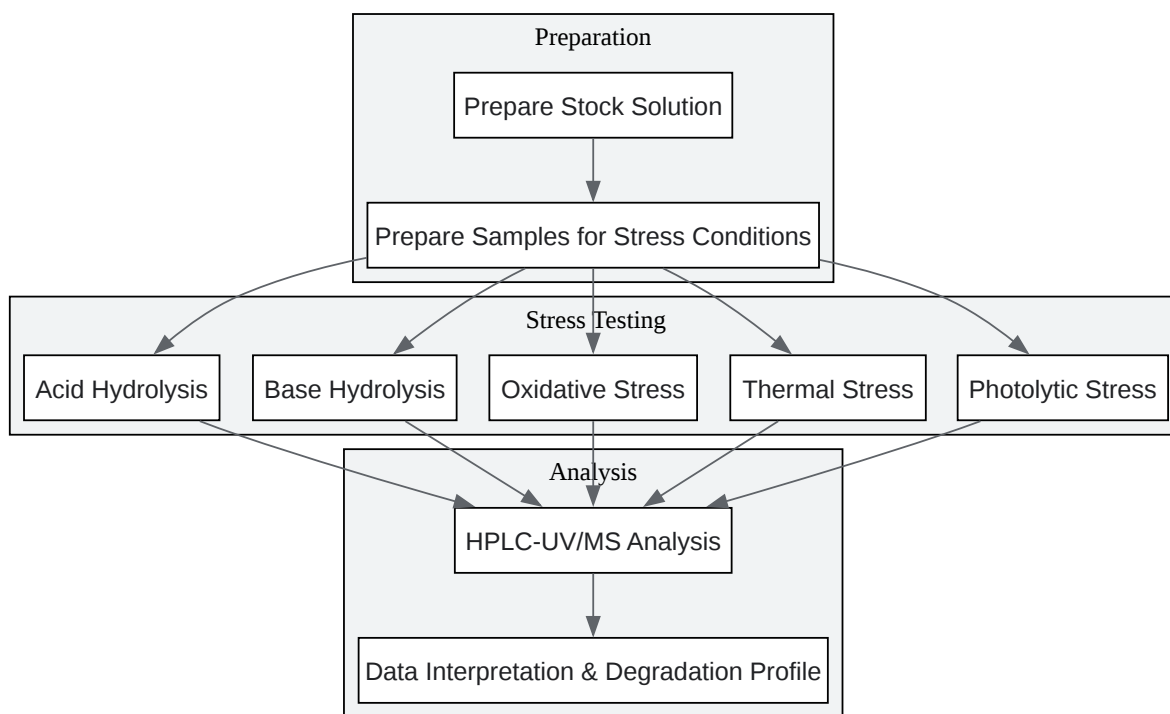 Preparation
Prepare Stock Solution
Prepare Samples for Stress Conditions
Stress Testing
Acid Hydrolysis
Base Hydrolysis
Oxidative Stress
Thermal Stress
Photolytic Stress
Analysis
HPLC-UV/MS Analysis
Data Interpretation & Degradation Profile